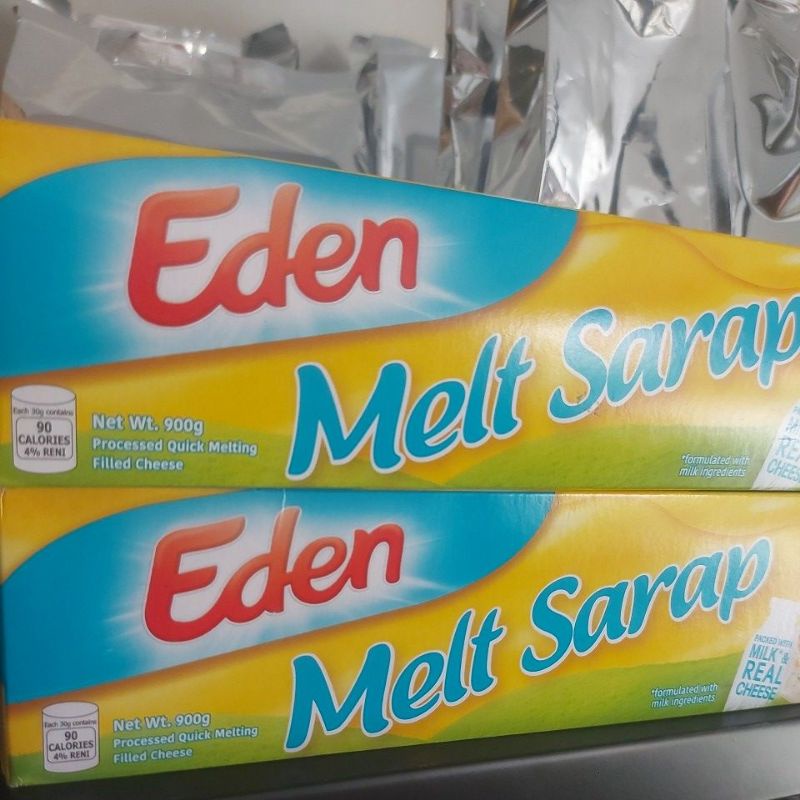 Eden
Melt Sarap
Each 30g contains
90
CALORIES
4% RENI
Net Wt. 900g
Processed Quick Melting
Filled Cheese
*formulated with
milk ingredients
Eden
Melt Sarap
Each 30g contains
90
CALORIES
4% RENI
Net Wt. 900g
Processed Quick Melting
Filled Cheese
*formulated with
milk ingredients
PACKED WITH
MILK* &
REAL
CHEESE